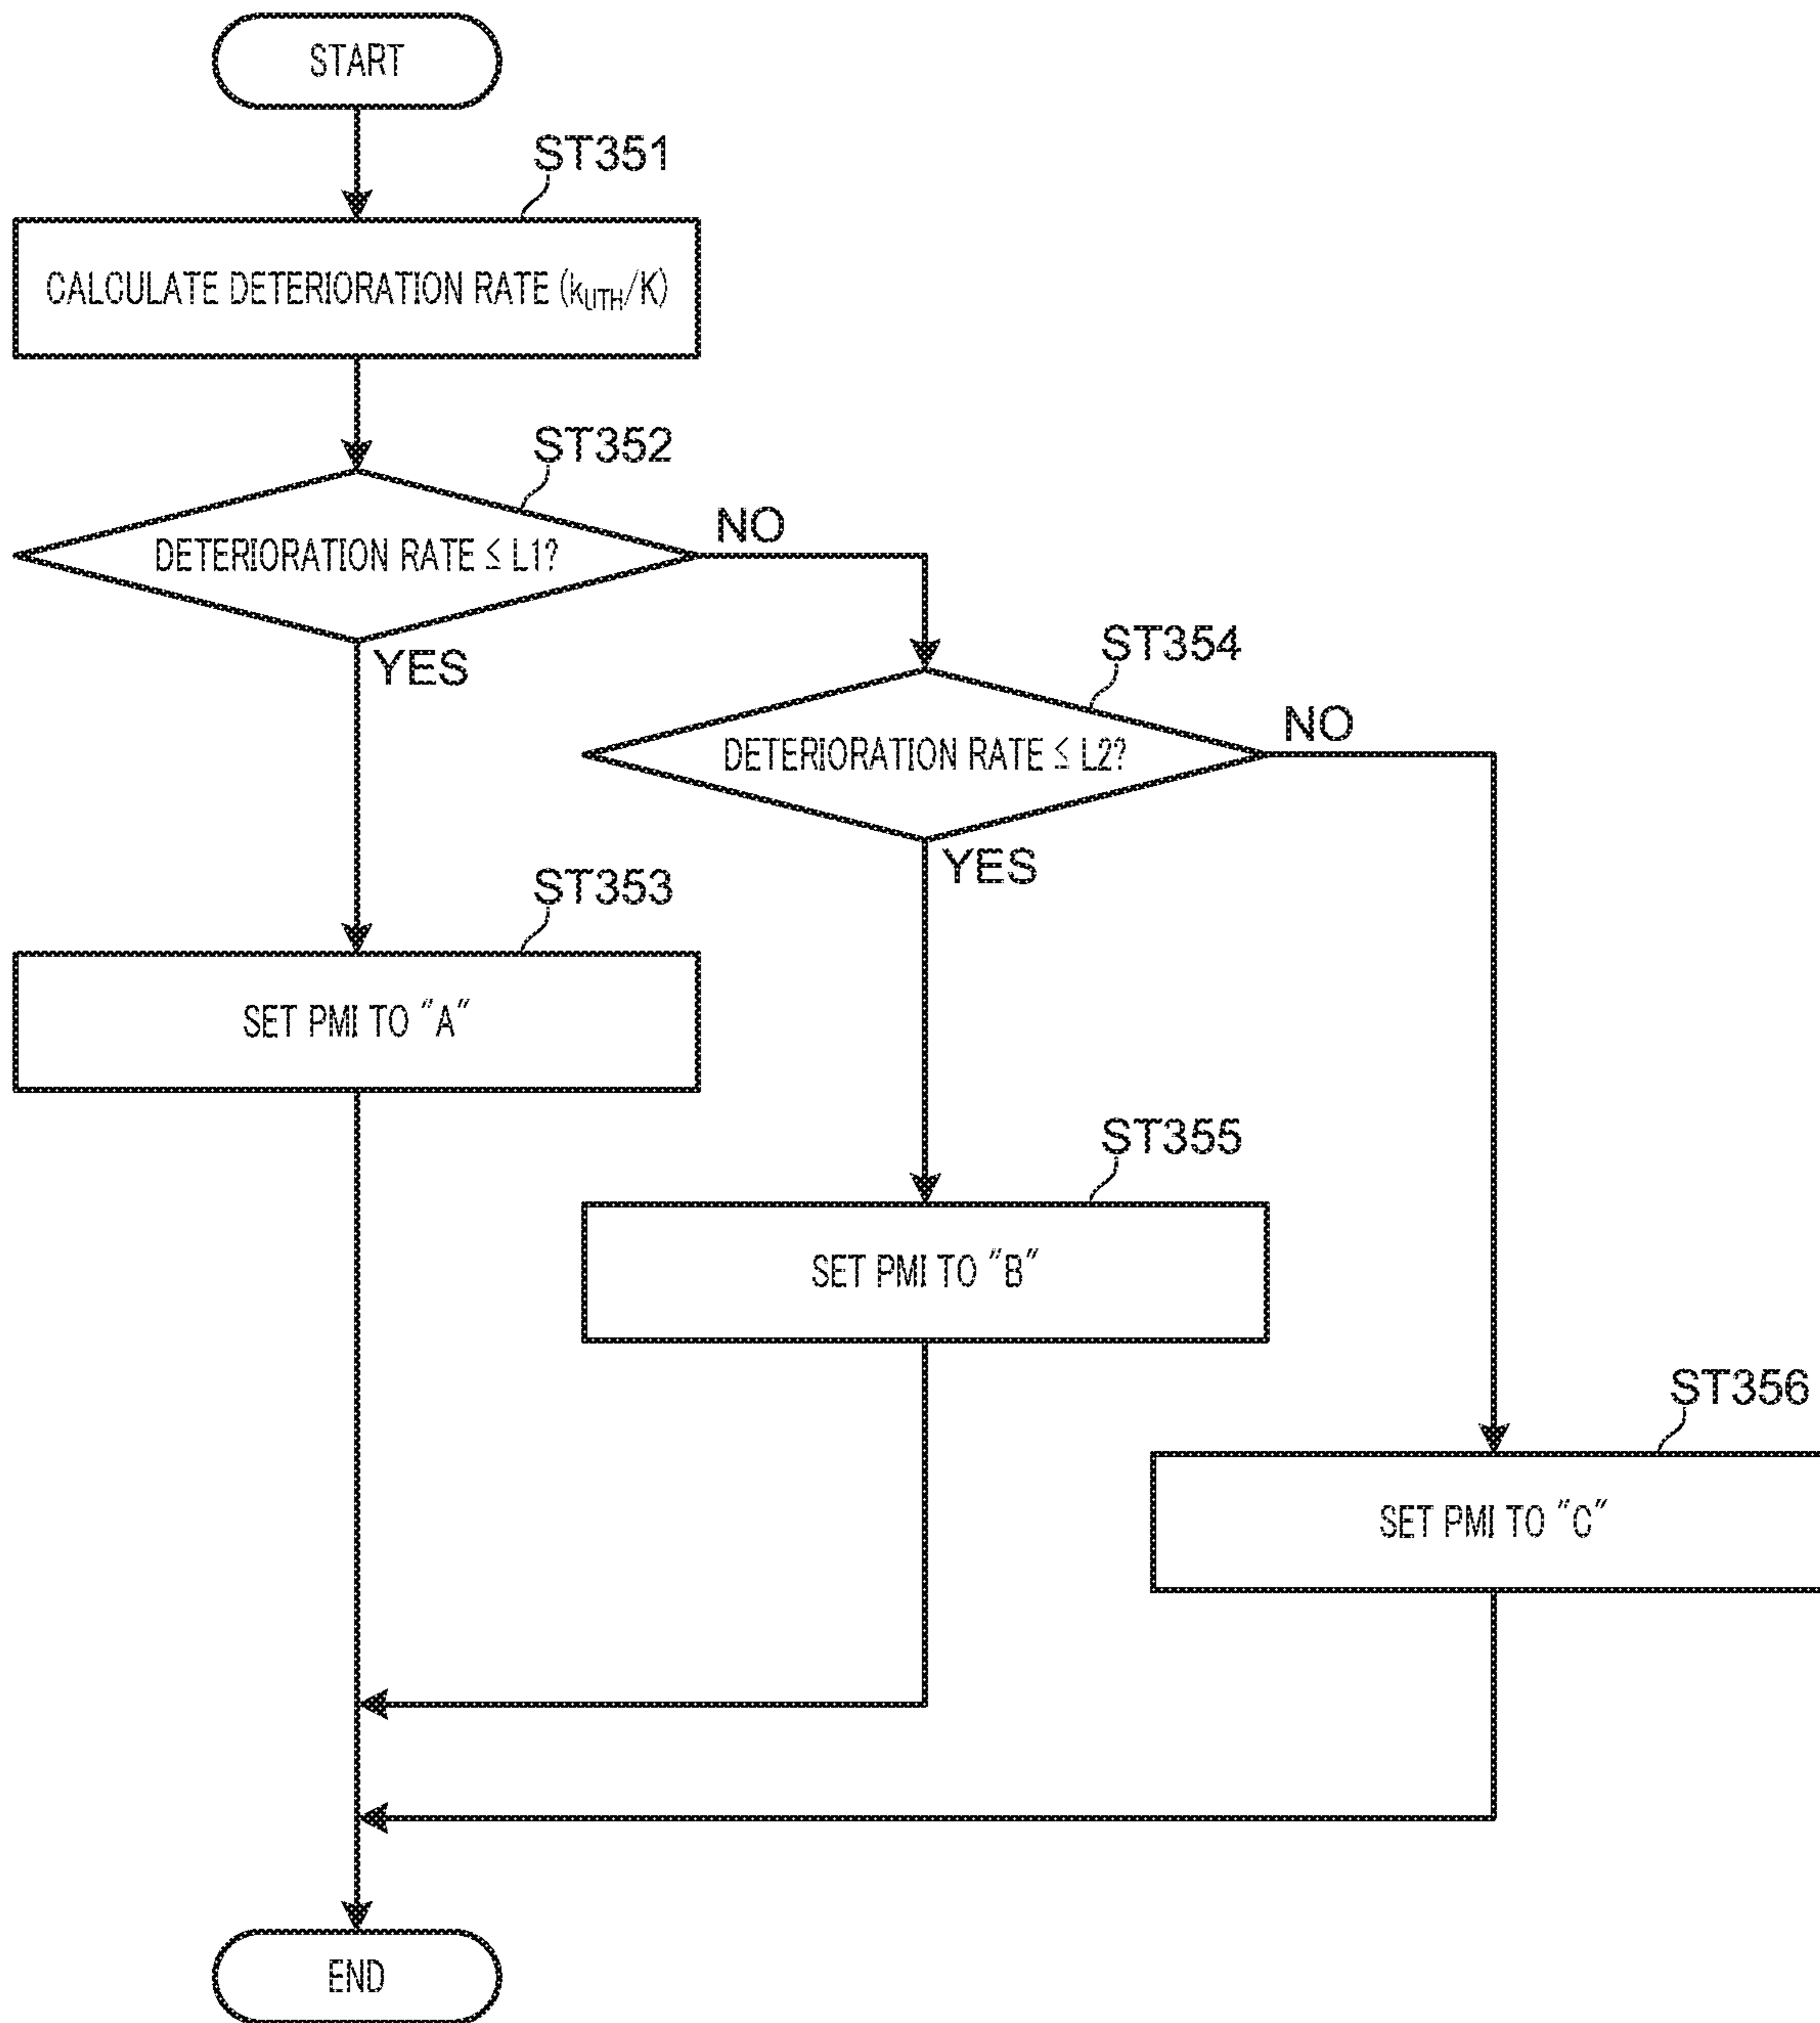 START
ST351
CALCULATE DETERIORATION RATE (kUTH/K)
ST352
DETERIORATION RATE ≤ L1?
NO
YES
ST354
DETERIORATION RATE ≤ L2?
NO
YES
ST353
SET PMI TO "A"
ST355
SET PMI TO "B"
ST356
SET PMI TO "C"
END